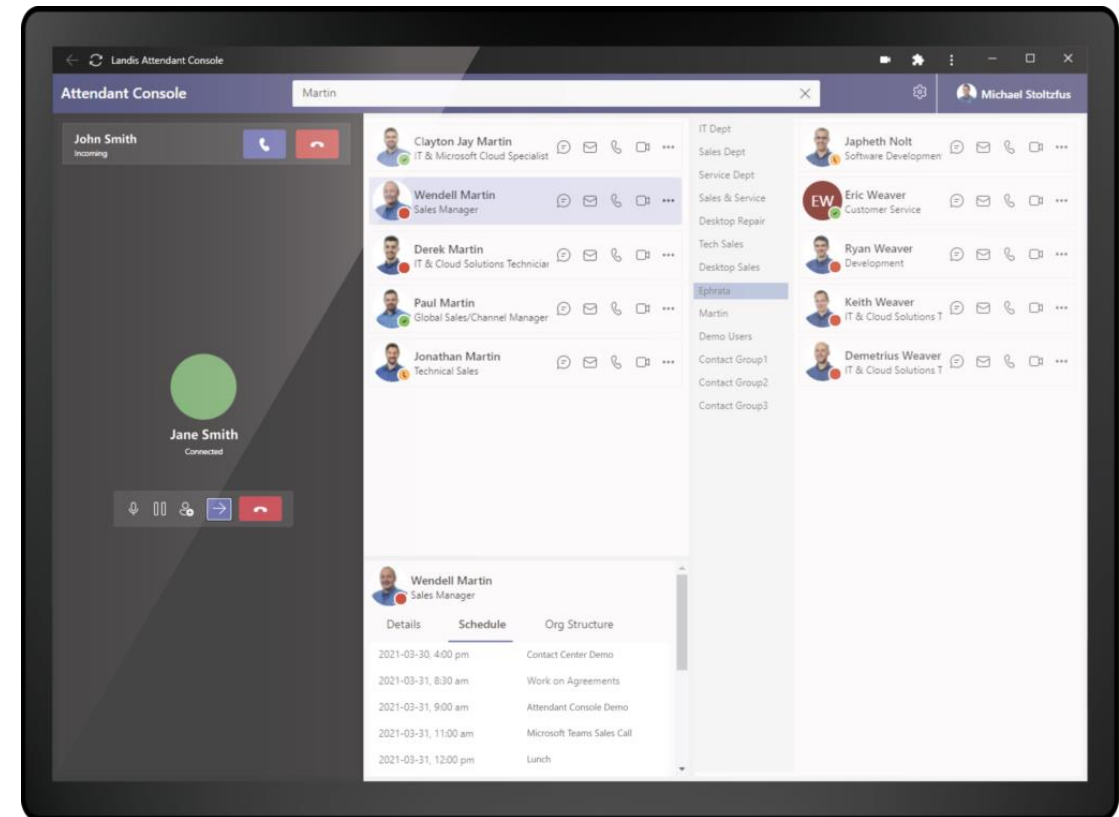 Landis Attendant Console
Attendant Console
Martin
Michael Stoltzfus
John Smith
Incoming
Jane Smith
Connected
Clayton Jay Martin
IT & Microsoft Cloud Specialist
Wendell Martin
Sales Manager
Derek Martin
IT & Cloud Solutions Technician
Paul Martin
Global Sales/Channel Manager
Jonathan Martin
Technical Sales
Wendell Martin
Sales Manager
Details Schedule Org Structure
2021-03-30, 4:00 pm Contact Center Demo
2021-03-31, 8:30 am Work on Agreements
2021-03-31, 9:00 am Attendant Console Demo
2021-03-31, 11:00 am Microsoft Teams Sales Call
2021-03-31, 12:00 pm Lunch
IT Dept
Sales Dept
Service Dept
Sales & Service
Desktop Repair
Tech Sales
Desktop Sales
Ephrata
Martin
Demo Users
Contact Group1
Contact Group2
Contact Group3
Japheth Nolt
Software Developmen
EW
Eric Weaver
Customer Service
Ryan Weaver
Development
Keith Weaver
IT & Cloud Solutions T
Demetrius Weaver
IT & Cloud Solutions T